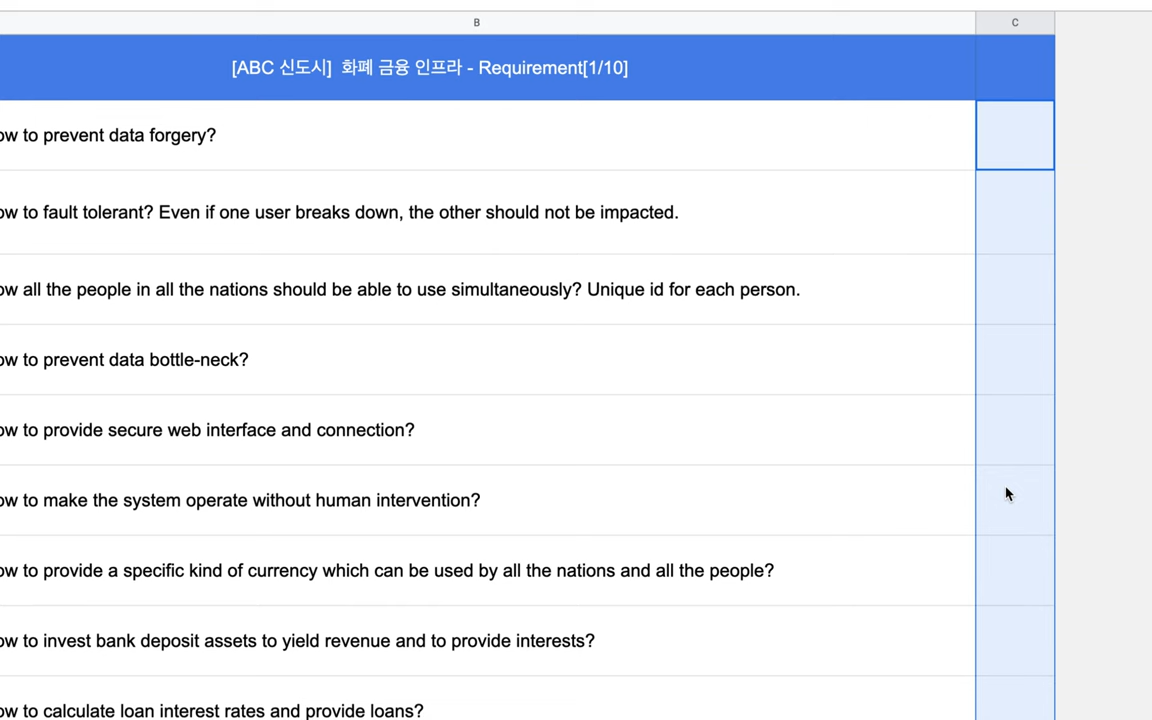 B
C
[ABC 신도시] 화폐 금융 인프라 - Requirement[1/10]
ow to prevent data forgery?
ow to fault tolerant? Even if one user breaks down, the other should not be impacted.
ow all the people in all the nations should be able to use simultaneously? Unique id for each person.
ow to prevent data bottle-neck?
ow to provide secure web interface and connection?
ow to make the system operate without human intervention?
ow to provide a specific kind of currency which can be used by all the nations and all the people?
ow to invest bank deposit assets to yield revenue and to provide interests?
ow to calculate loan interest rates and provide loans?